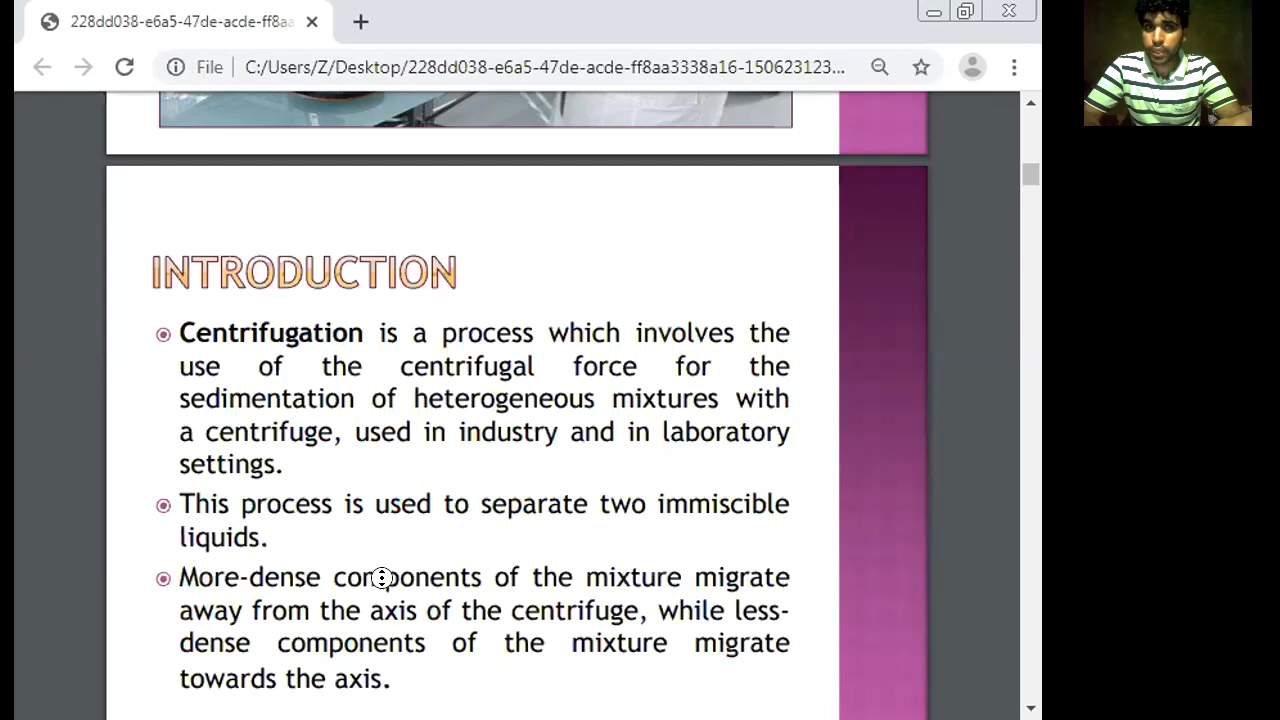 228dd038-e6a5-47de-acde-ff8aa
File
C:/Users/Z/Desktop/228dd038-e6a5-47de-acde-ff8aa3338a16-150623123...
INTRODUCTION
Centrifugation is a process which involves the
use of the centrifugal force for the
sedimentation of heterogeneous mixtures with
a centrifuge, used in industry and in laboratory
settings.
This process is used to separate two immiscible
liquids.
More-dense components of the mixture migrate
away from the axis of the centrifuge, while less-
dense components of the mixture migrate
towards the axis.